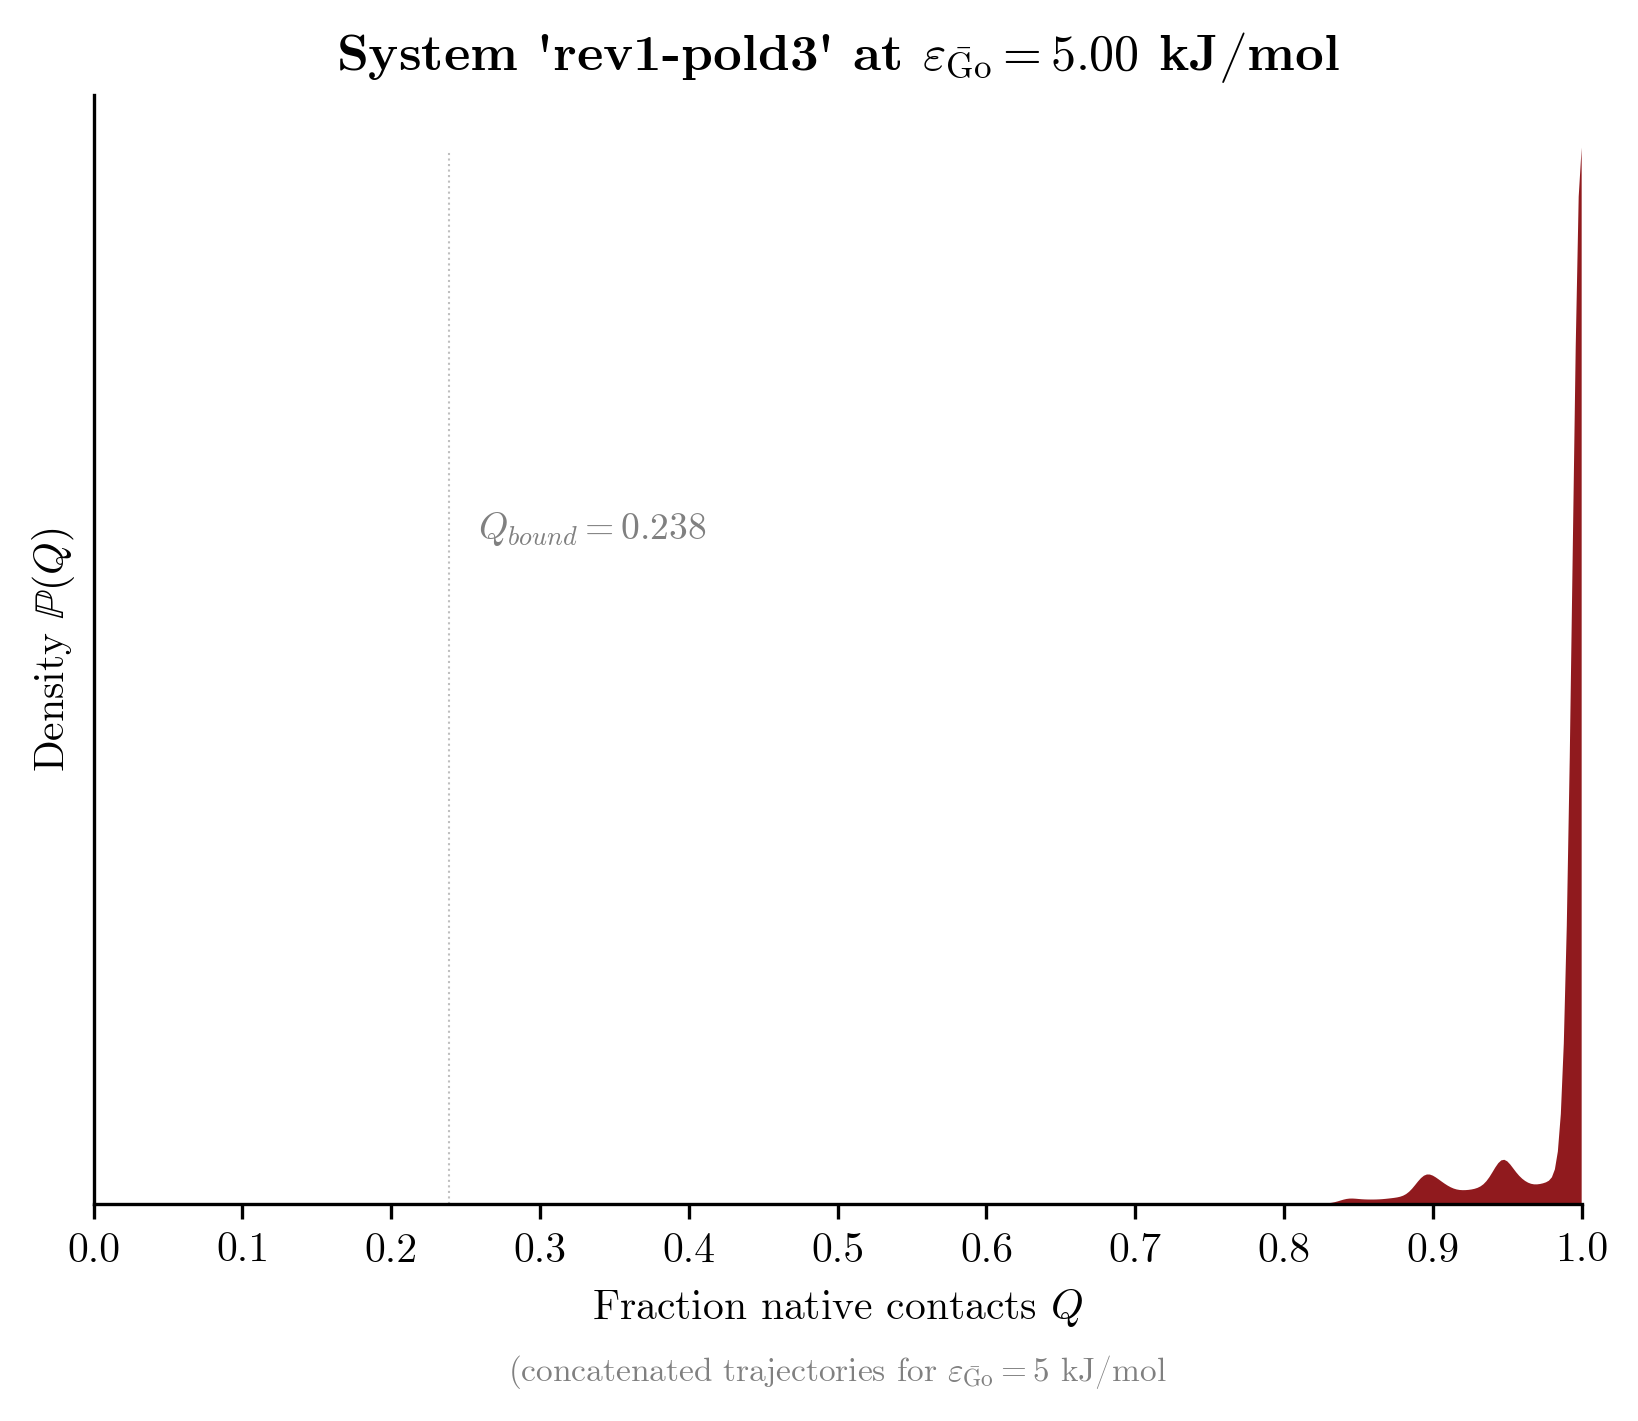 System 'rev1-pold3' at ε_Ḡo = 5.00 kJ/mol
Q_bound = 0.238
Density ℙ(Q)
0.0 0.1 0.2 0.3 0.4 0.5 0.6 0.7 0.8 0.9 1.0
Fraction native contacts Q
(concatenated trajectories for ε_Ḡo = 5 kJ/mol